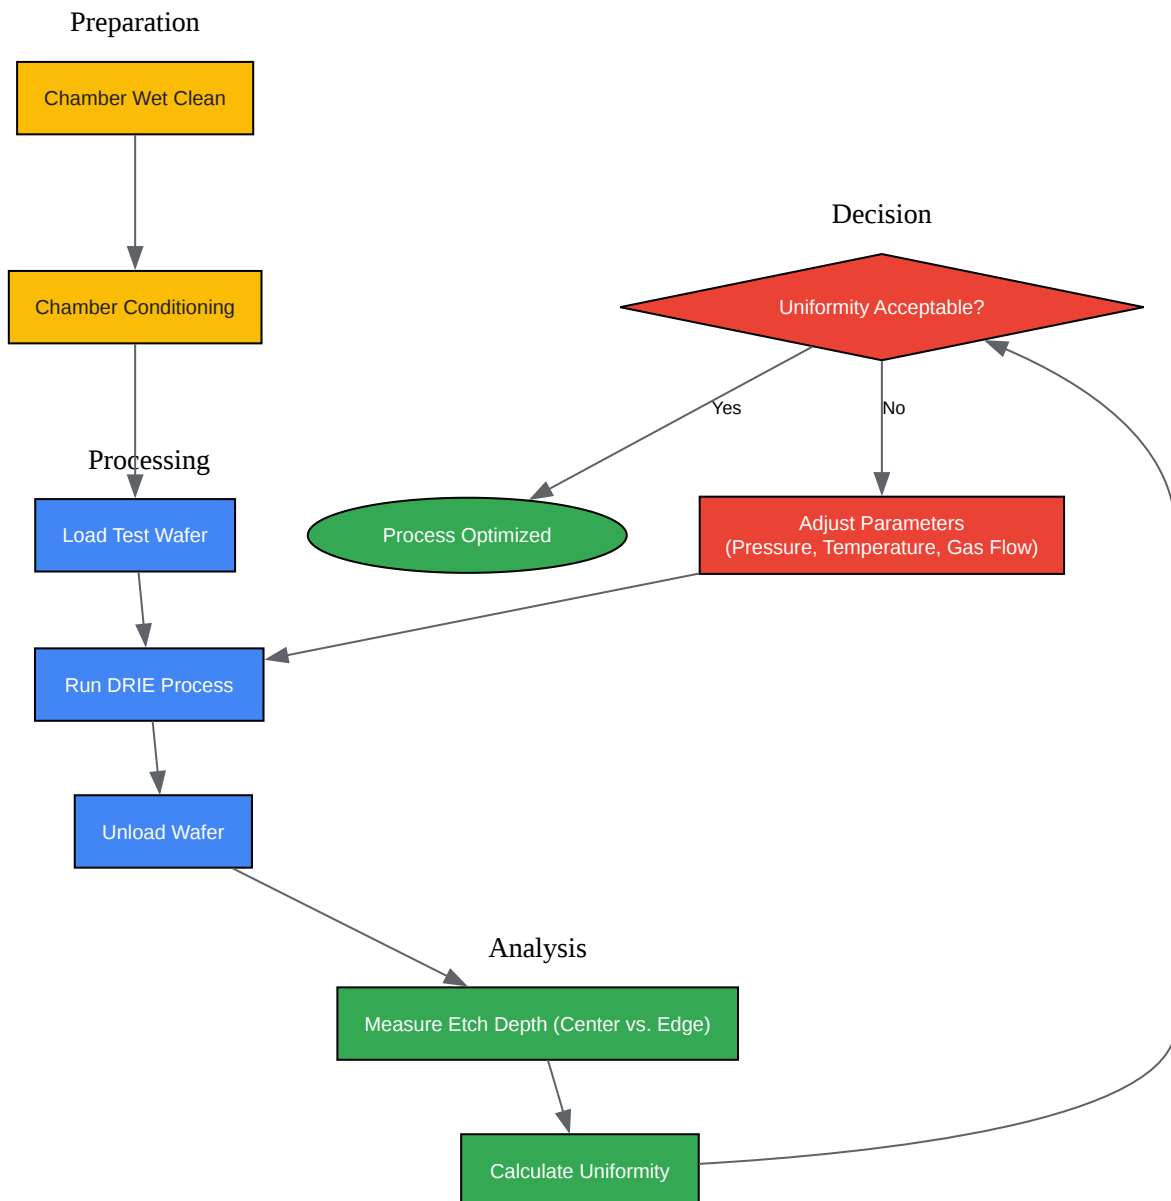 Preparation
Chamber Wet Clean
Chamber Conditioning
Processing
Load Test Wafer
Run DRIE Process
Unload Wafer
Analysis
Measure Etch Depth (Center vs. Edge)
Calculate Uniformity
Decision
Uniformity Acceptable?
Yes
No
Process Optimized
Adjust Parameters
(Pressure, Temperature, Gas Flow)